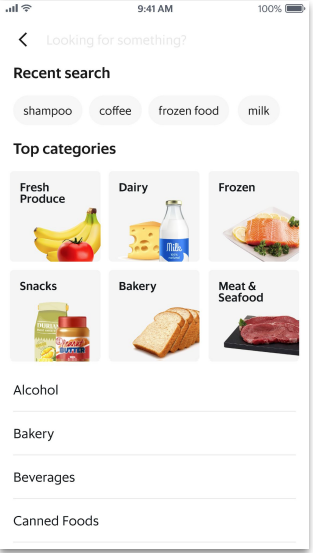 9:41 AM
100%
Looking for something?
Recent search
shampoo
coffee
frozen food
milk
Top categories
Fresh
Produce
Dairy
Frozen
Milk
Snacks
Bakery
Meat &
Seafood
BUTTER
Alcohol
Bakery
Beverages
Canned Foods